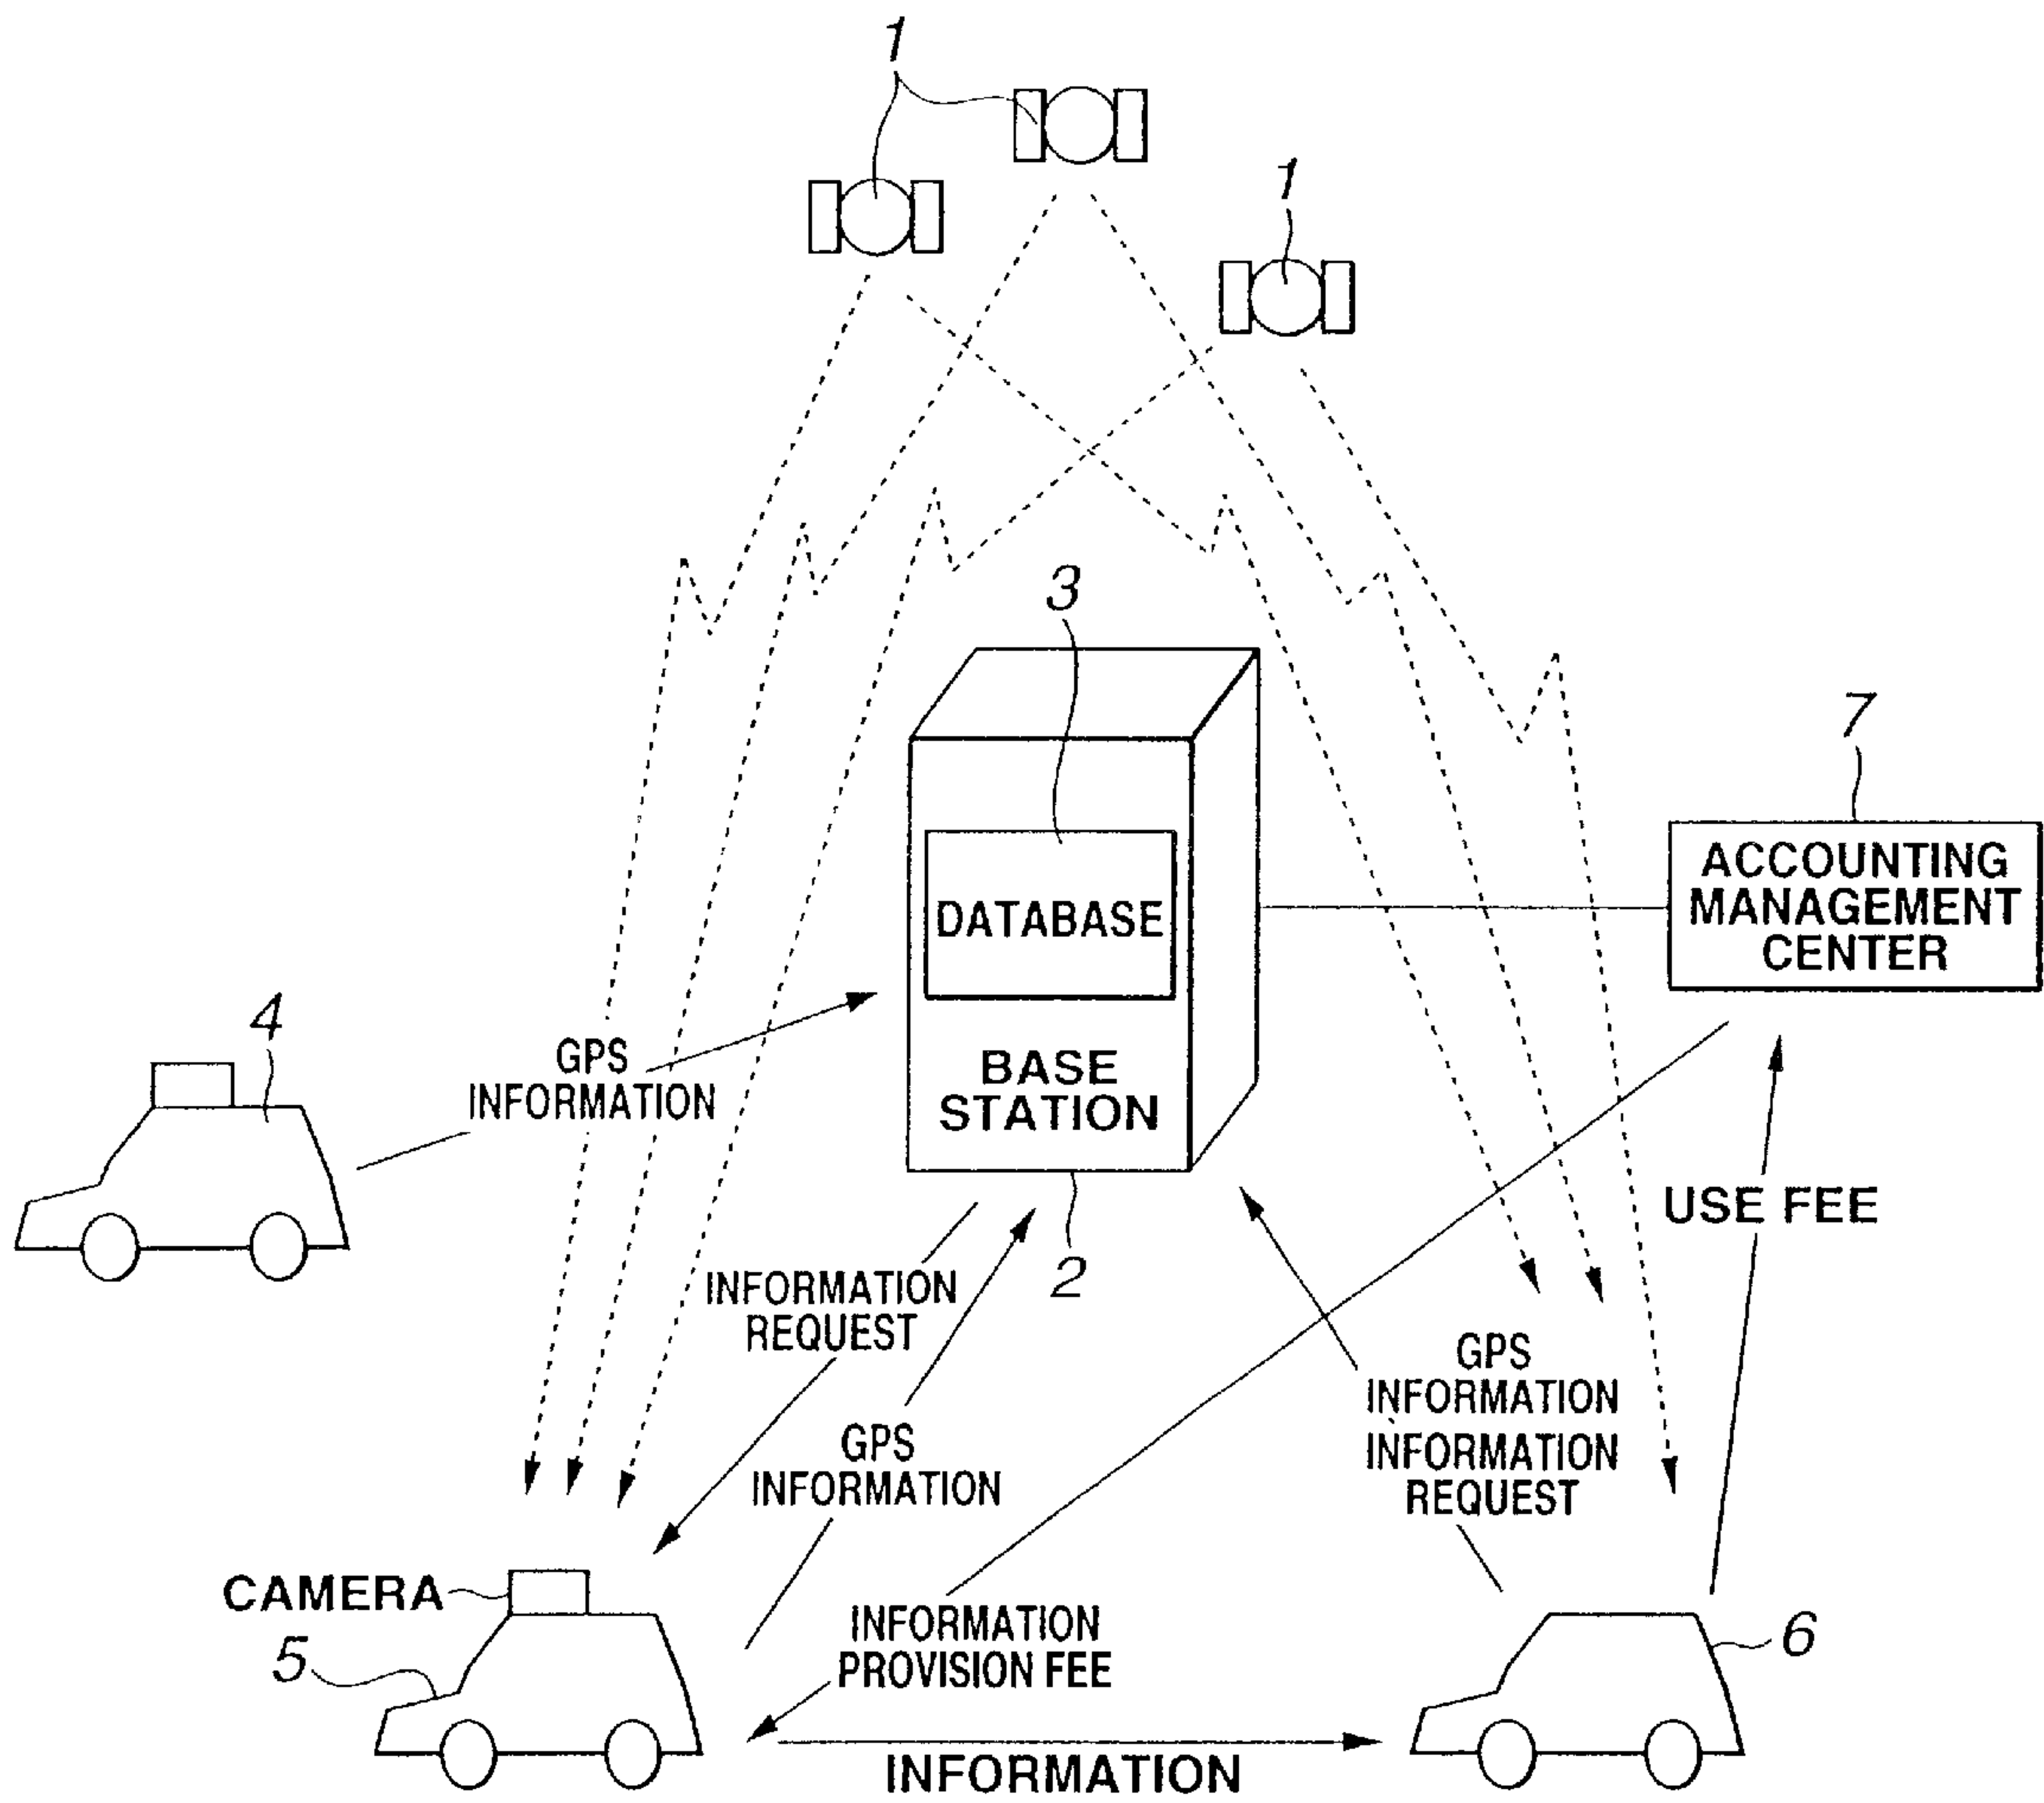 1
1
3
7
ACCOUNTING
MANAGEMENT
CENTER
DATABASE
4
GPS
INFORMATION
BASE
STATION
USE FEE
2
INFORMATION
REQUEST
GPS
INFORMATION
INFORMATION
REQUEST
GPS
INFORMATION
CAMERA
5
INFORMATION
PROVISION FEE
6
INFORMATION